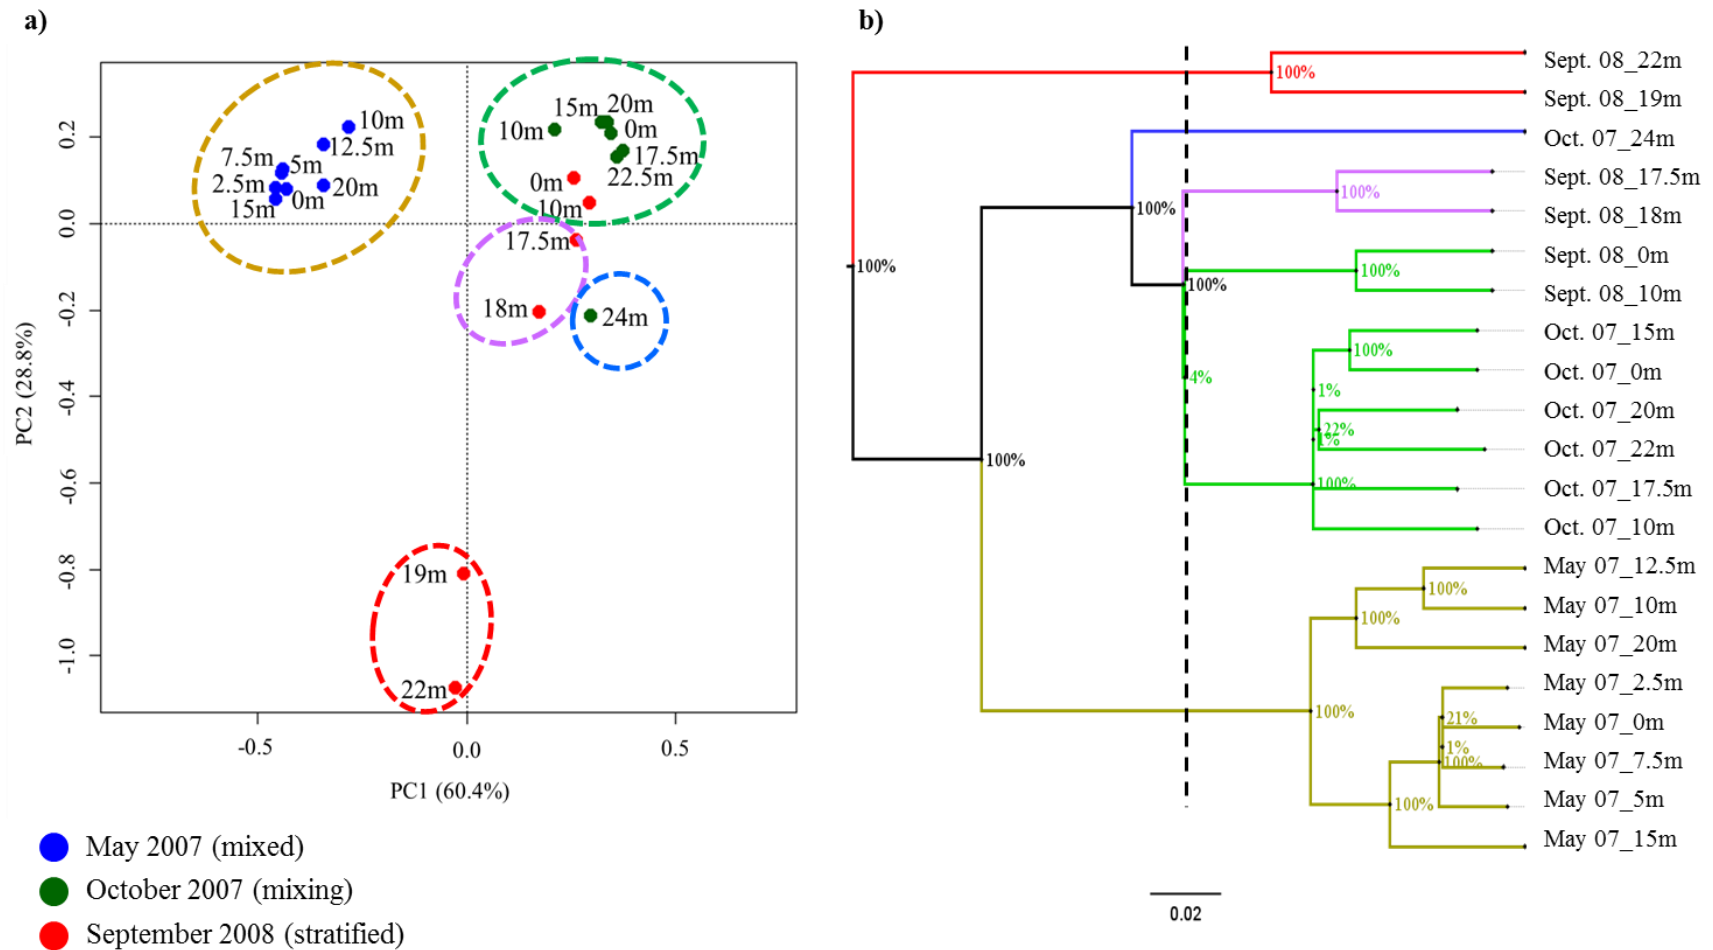 a)
10m
12.5m
7.5m
5m
2.5m
20m
0m
15m
15m
20m
10m
0m
17.5m
22.5m
0m
10m
17.5m
18m
24m
19m
22m
0.2
0.0
-0.2
-0.4
-0.6
-0.8
-1.0
PC2 (28.8%)
-0.5
0.0
0.5
PC1 (60.4%)
May 2007 (mixed)
October 2007 (mixing)
September 2008 (stratified)
b)
Sept. 08_22m
100%
Sept. 08_19m
Oct. 07_24m
Sept. 08_17.5m
100%
100%
Sept. 08_18m
Sept. 08_0m
100%
100%
100%
Sept. 08_10m
Oct. 07_15m
100%
4%
Oct. 07_0m
1%
Oct. 07_20m
22%
1%
Oct. 07_22m
100%
100%
Oct. 07_17.5m
Oct. 07_10m
May 07_12.5m
100%
May 07_10m
100%
May 07_20m
May 07_2.5m
100%
21%
May 07_0m
1%
100%
May 07_7.5m
100%
May 07_5m
May 07_15m
0.02